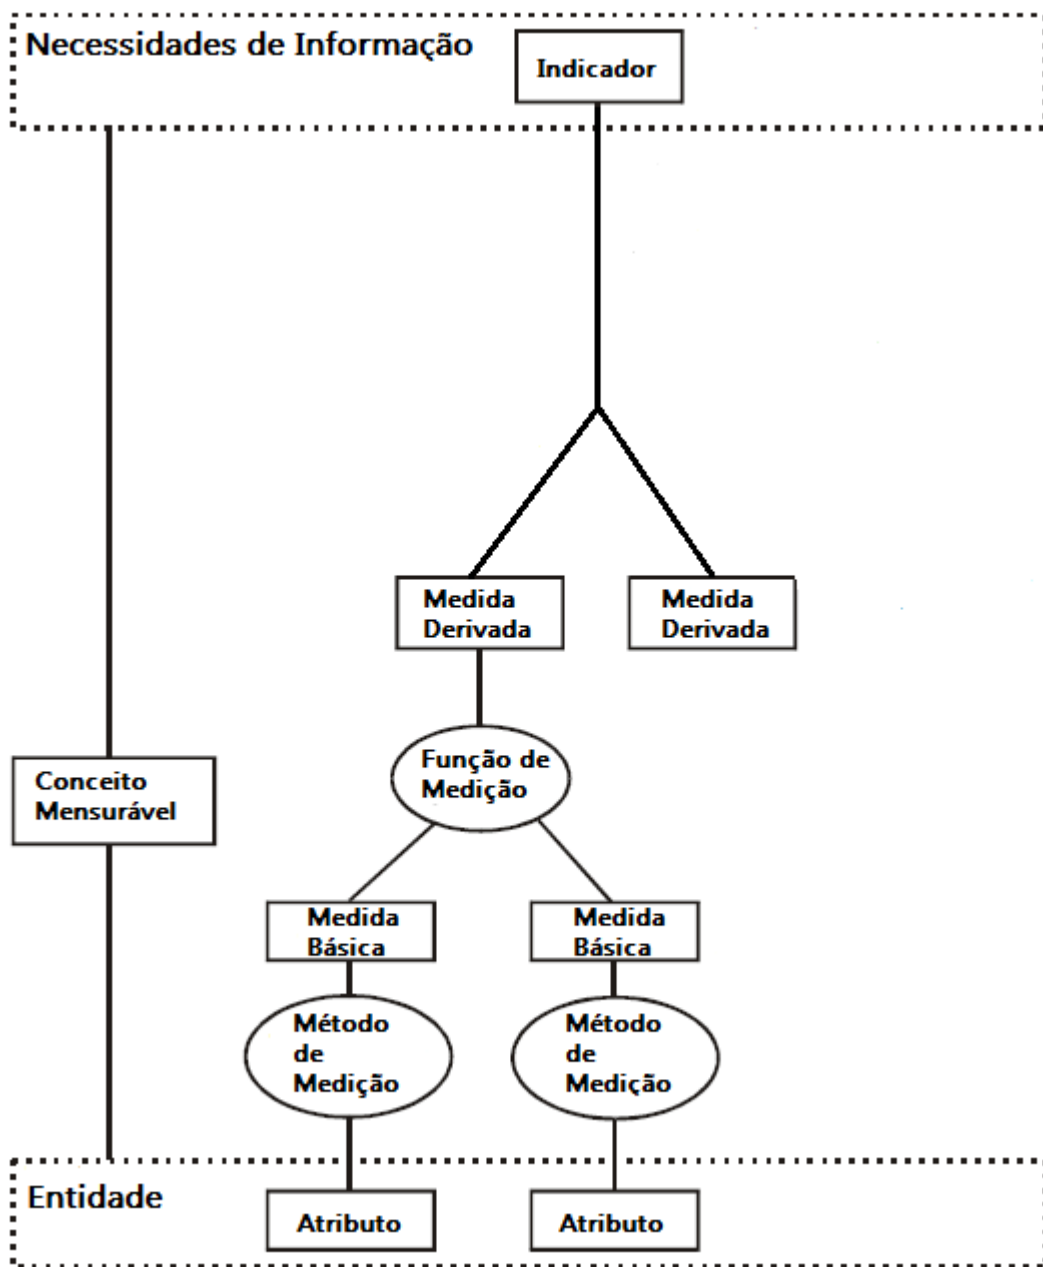 Necessidades de Informação
Indicador
Medida
Derivada
Medida
Derivada
Função de
Medição
Conceito
Mensurável
Medida
Básica
Medida
Básica
Método
de
Medição
Método
de
Medição
Entidade
Atributo
Atributo